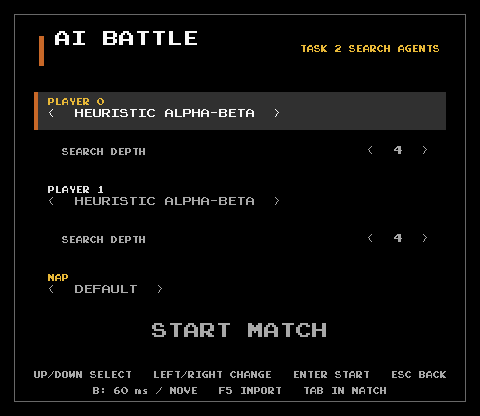 AI BATTLE
TASK 2 SEARCH AGENTS
PLAYER 0
< HEURISTIC ALPHA-BETA >
SEARCH DEPTH < 4 >
PLAYER 1
< HEURISTIC ALPHA-BETA >
SEARCH DEPTH < 4 >
MAP
< DEFAULT >
START MATCH
UP/DOWN SELECT LEFT/RIGHT CHANGE ENTER START ESC BACK
B: 60 ms / MOVE F5 IMPORT TAB IN MATCH